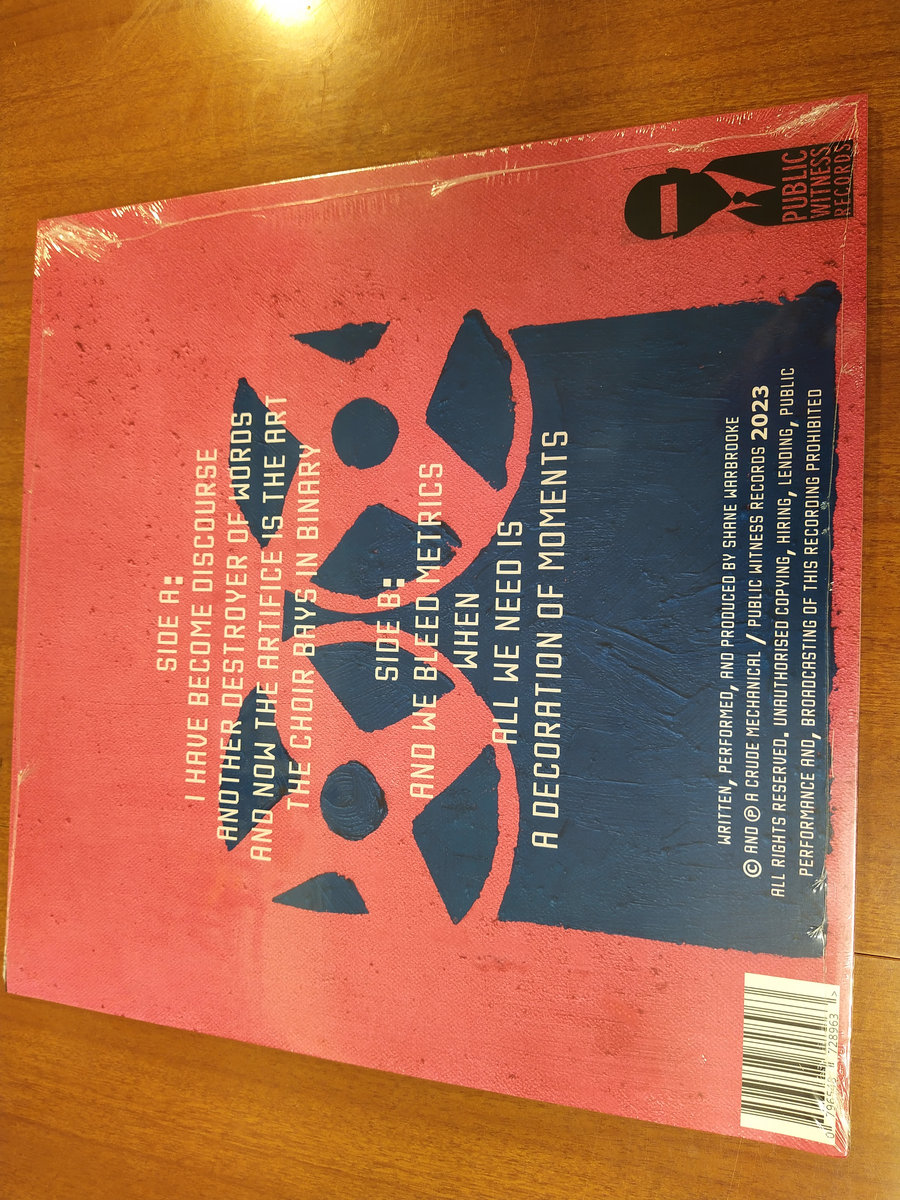 SIDE A:
I HAVE BECOME DISCOURSE
ANOTHER DESTROYER OF WORDS
AND NOW THE ARTIFICE IS THE ART
THE CHOIR BAYS IN BINARY
SIDE B:
AND WE BLEED METRICS
WHEN
ALL WE NEED IS
A DECORATION OF MOMENTS
WRITTEN, PERFORMED, AND PRODUCED BY SHANE WARBROOKE
© AND ℗ A CRUDE MECHANICAL / PUBLIC WITNESS RECORDS 2023
ALL RIGHTS RESERVED. UNAUTHORISED COPYING, HIRING, LENDING, PUBLIC
PERFORMANCE AND, BROADCASTING OF THIS RECORDING PROHIBITED
PUBLIC
WITNESS
RECORDS
728963